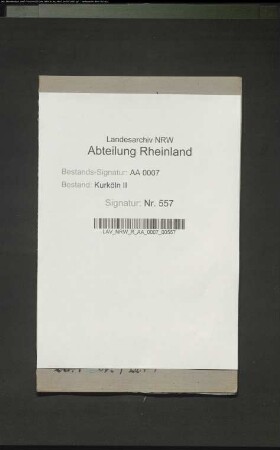 Landesarchiv NRW
Abteilung Rheinland
Bestands-Signatur: AA 0007
Bestand: Kurköln II
Signatur: Nr. 557
LAV_NRW_R_AA_0007_00557